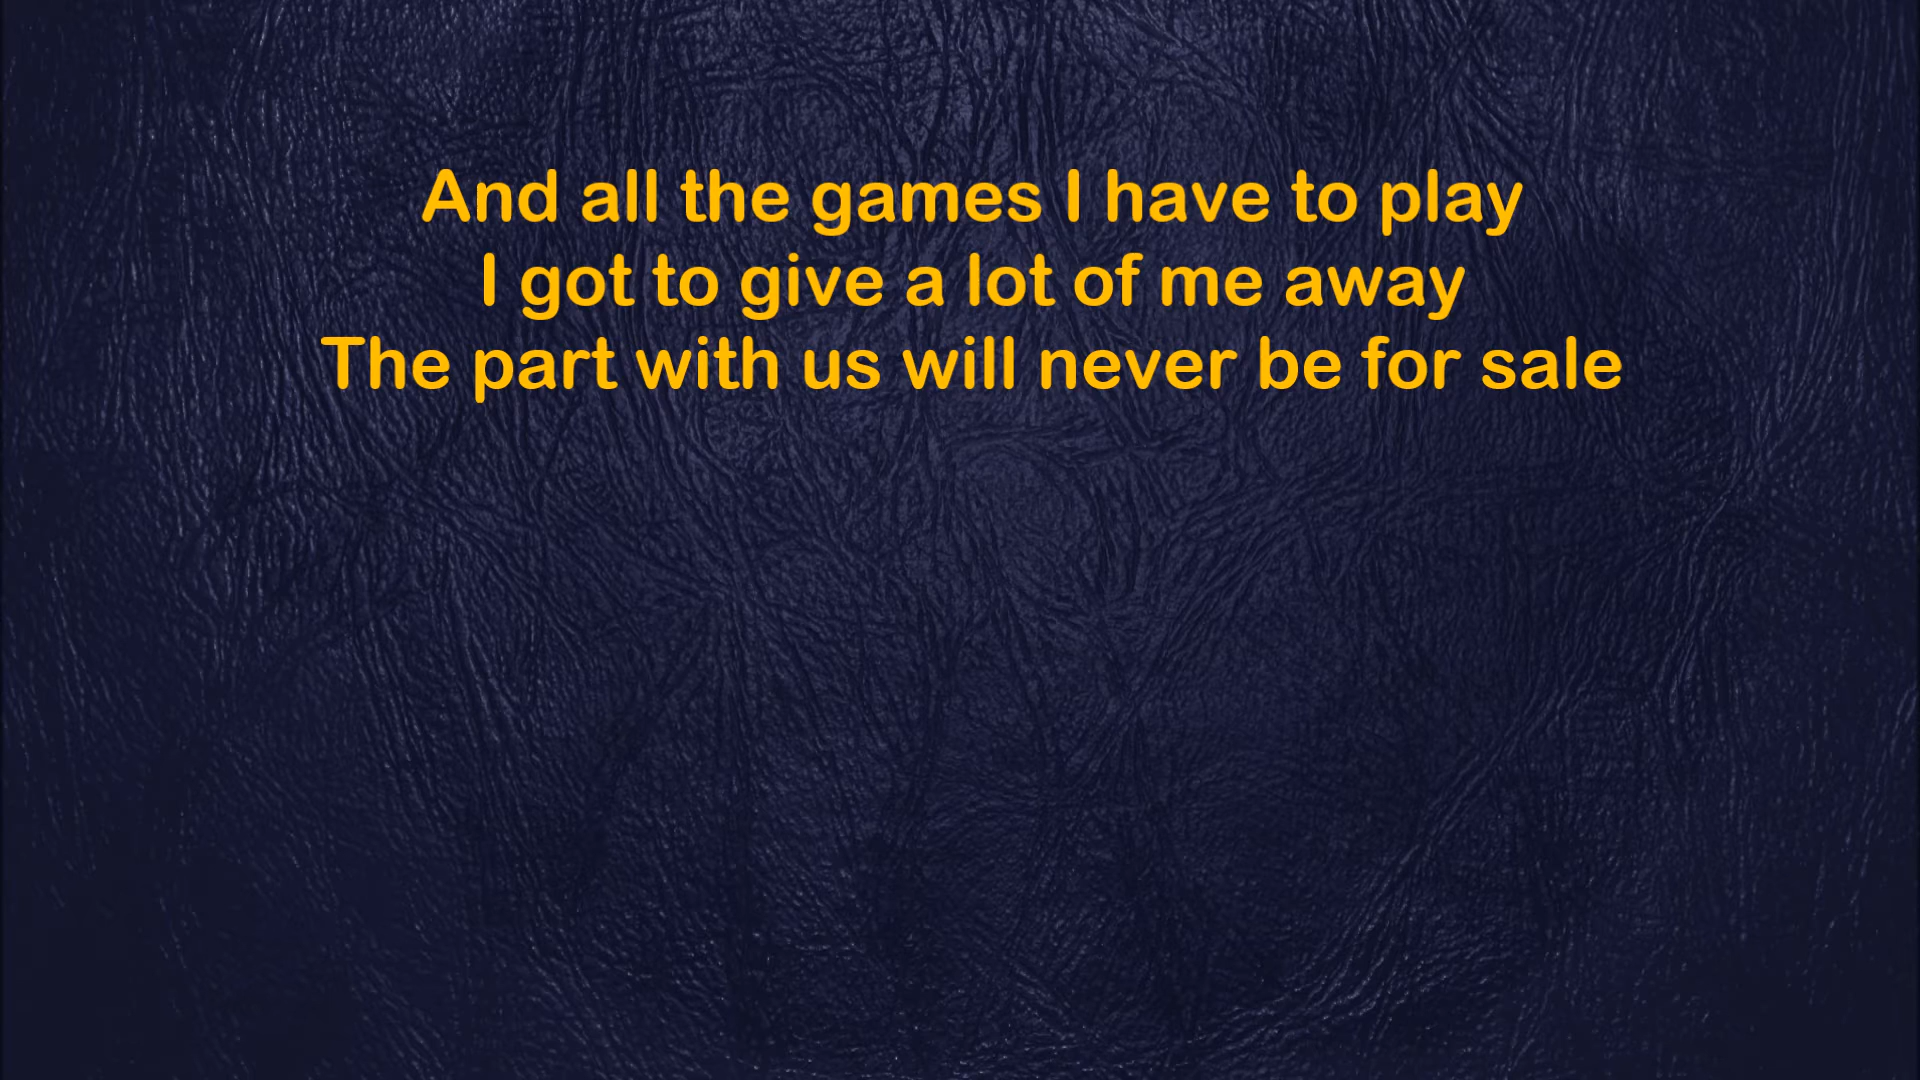 And all the games I have to play
I got to give a lot of me away
The part with us will never be for sale